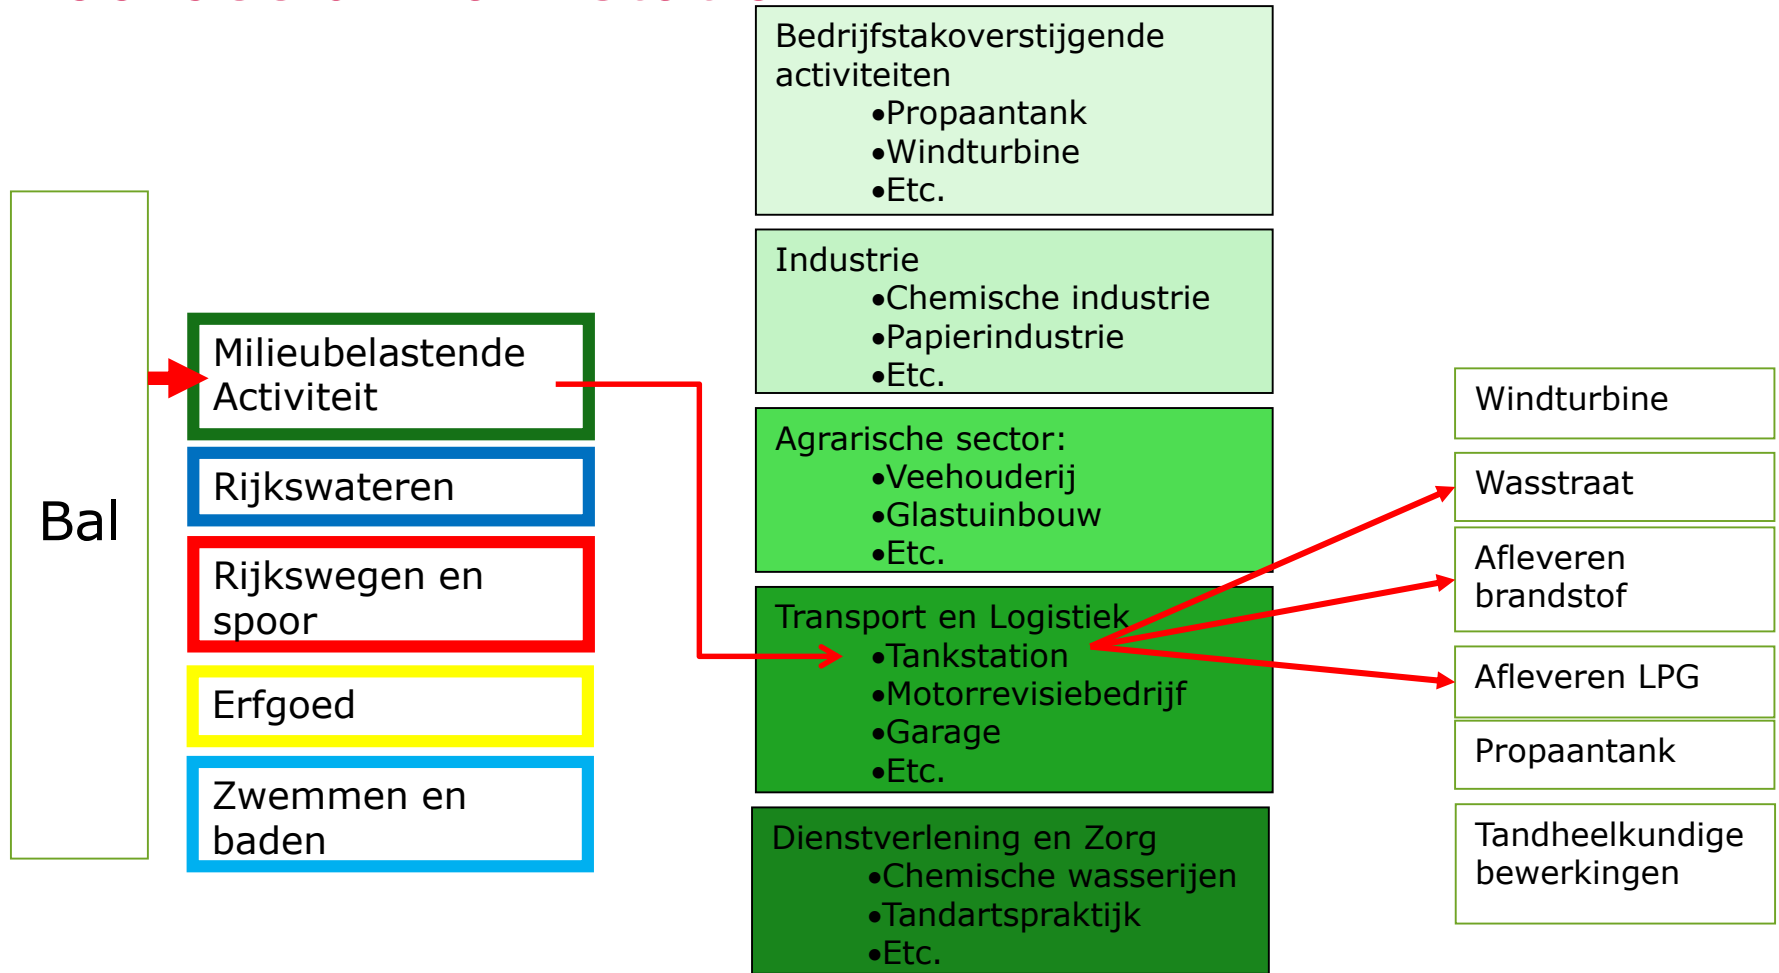 Bal
Milieubelastende
Activiteit
Rijkswateren
Rijkswegen en
spoor
Erfgoed
Zwemmen en
baden
Bedrijfstakoverstijgende
activiteiten
•Propaantank
•Windturbine
•Etc.
Industrie
•Chemische industrie
•Papierindustrie
•Etc.
Agrarische sector:
•Veehouderij
•Glastuinbouw
•Etc.
Transport en Logistiek
•Tankstation
•Motorrevisiebedrijf
•Garage
•Etc.
Dienstverlening en Zorg
•Chemische wasserijen
•Tandartspraktijk
•Etc.
Windturbine
Wasstraat
Afleveren
brandstof
Afleveren LPG
Propaantank
Tandheelkundige
bewerkingen